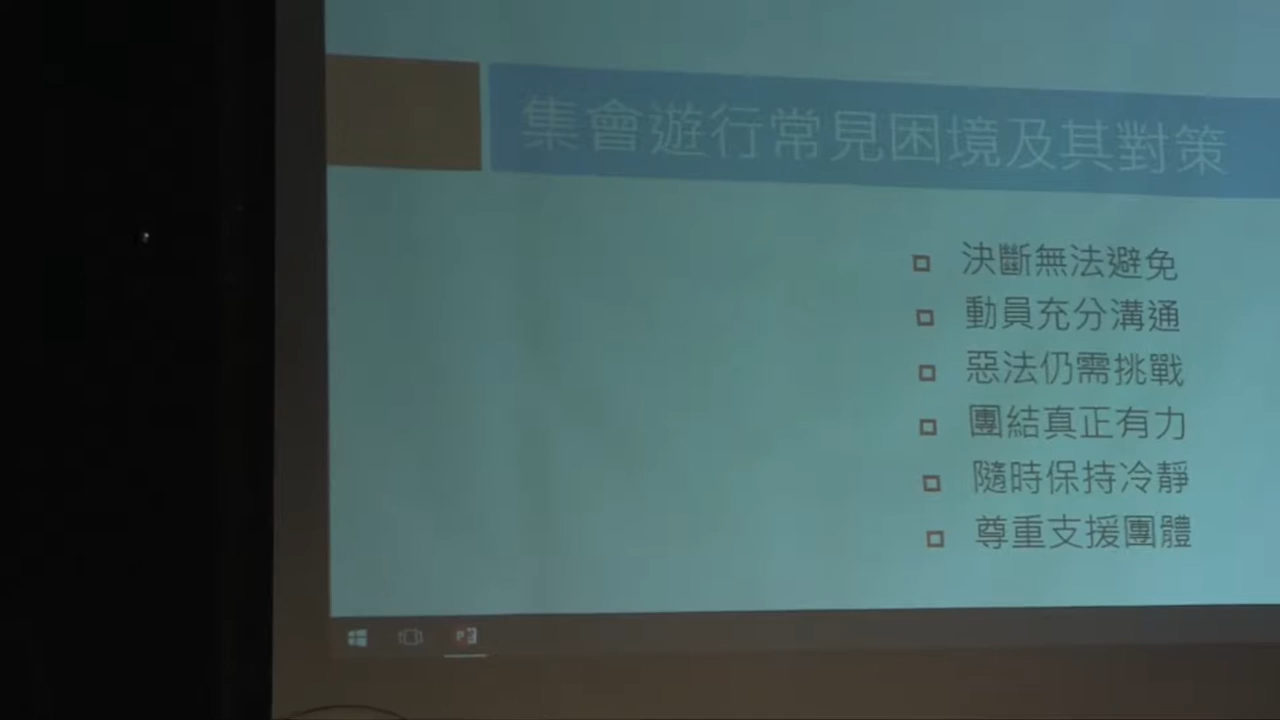 集會遊行常見困境及其對策
決斷無法避免
動員充分溝通
惡法仍需挑戰
團結真正有力
隨時保持冷靜
尊重支援團體